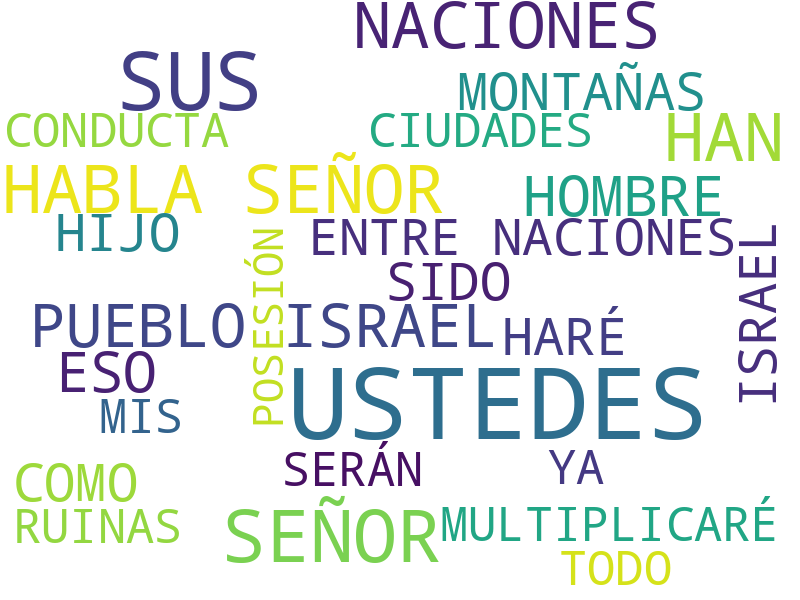 NACIONES
SUS
MONTAÑAS
CONDUCTA
CIUDADES
HAN
HABLA SEÑOR
HOMBRE
HIJO
ENTRE NACIONES
ISRAEL
POSESIÓN
SIDO
PUEBLO ISRAEL
HARÉ
ESO
USTEDES
MIS
SERÁN
YA
COMO
RUINAS
SEÑOR
MULTIPLICARÉ
TODO